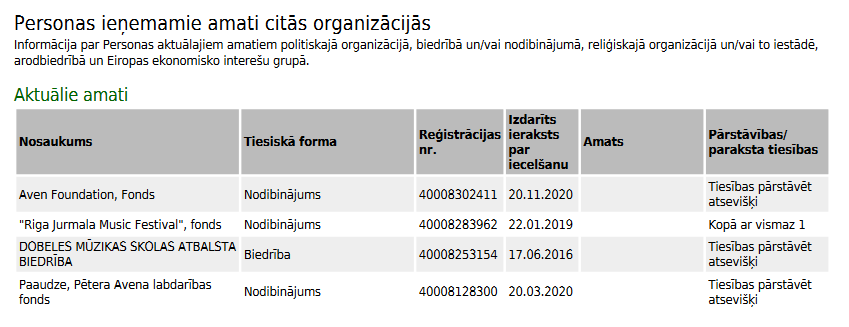 Personas ieņemamie amati citās organizācijās
Informācija par Personas aktuālajiem amatiem politiskajā organizācijā, biedrībā un/vai nodibinājumā, reliģiskajā organizācijā un/vai to iestādē,
arodbiedrībā un Eiropas ekonomisko interešu grupā.
Aktuālie amati
Nosaukums Tiesiskā forma Reģistrācijas nr. Izdarīts ieraksts par iecelšanu Amats Pārstāvības/ paraksta tiesības
Aven Foundation, Fonds Nodibinājums 40008302411 20.11.2020 Tiesības pārstāvēt atsevišķi
"Riga Jurmala Music Festival", fonds Nodibinājums 40008283962 22.01.2019 Kopā ar vismaz 1
DOBELES MŪZIKAS SKOLAS ATBALSTA BIEDRĪBA Biedrība 40008253154 17.06.2016 Tiesības pārstāvēt atsevišķi
Paaudze, Pētera Avena labdarības fonds Nodibinājums 40008128300 20.03.2020 Tiesības pārstāvēt atsevišķi